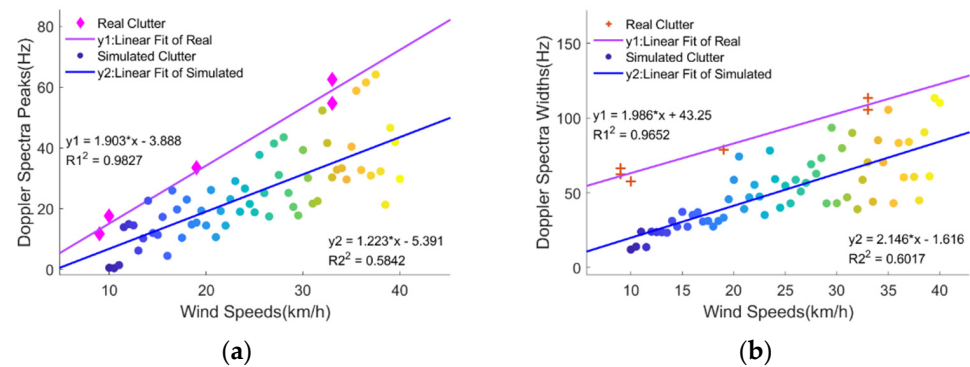 80
60
40
20
0
10
20
30
40
Doppler Spectra Peaks(Hz)
Wind Speeds(km/h)
Real Clutter
y1:Linear Fit of Real
Simulated Clutter
y2:Linear Fit of Simulated
y1 = 1.903*x - 3.888
R1² = 0.9827
y2 = 1.223*x - 5.391
R2² = 0.5842
(a)
150
100
50
0
10
15
20
25
30
35
40
Doppler Spectra Widths(Hz)
Wind Speeds(km/h)
Real Clutter
y1:Linear Fit of Real
Simulated Clutter
y2:Linear Fit of Simulated
y1 = 1.986*x + 43.25
R1² = 0.9652
y2 = 2.146*x - 1.616
R2² = 0.6017
(b)